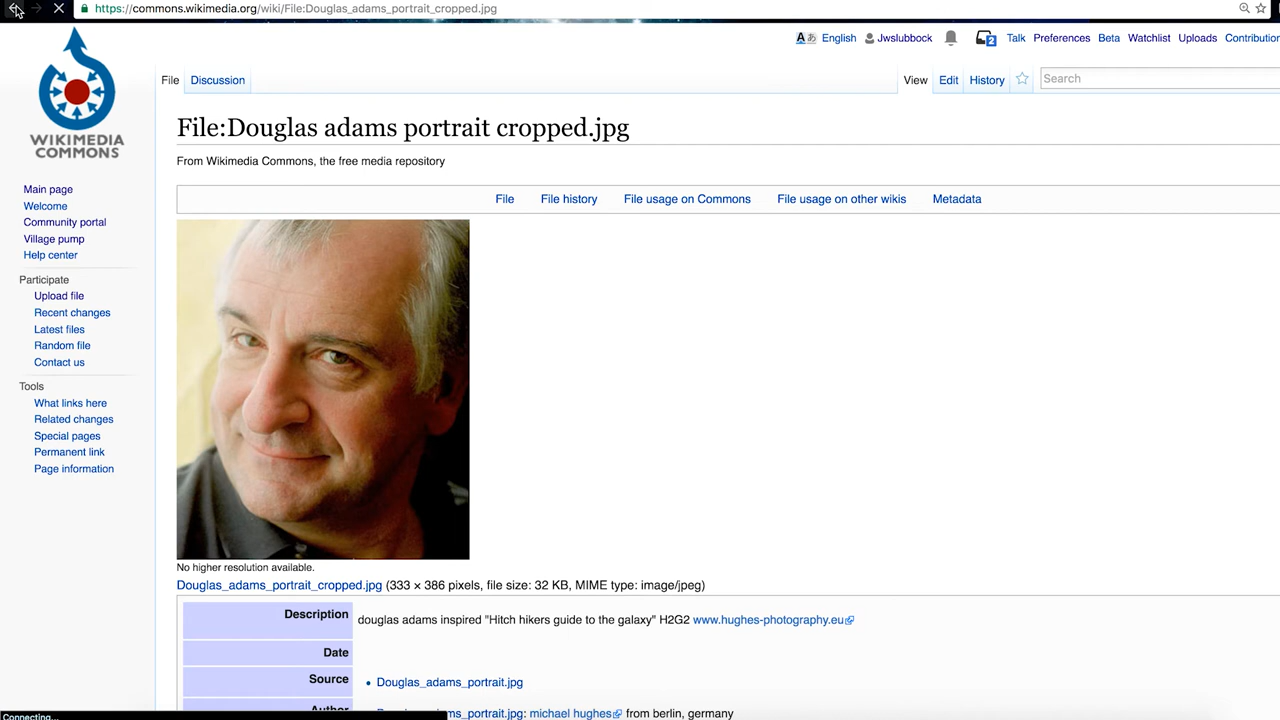 https://commons.wikimedia.org/wiki/File:Douglas_adams_portrait_cropped.jpg
English Jwslubbock 2 Talk Preferences Beta Watchlist Uploads Contribution
File Discussion View Edit History Search
WIKIMEDIA
COMMONS
File:Douglas adams portrait cropped.jpg
From Wikimedia Commons, the free media repository
Main page
Welcome
Community portal
Village pump
Help center
Participate
Upload file
Recent changes
Latest files
Random file
Contact us
Tools
What links here
Related changes
Special pages
Permanent link
Page information
File File history File usage on Commons File usage on other wikis Metadata
No higher resolution available.
Douglas_adams_portrait_cropped.jpg (333 × 386 pixels, file size: 32 KB, MIME type: image/jpeg)
Description douglas adams inspired "Hitch hikers guide to the galaxy" H2G2 www.hughes-photography.eu
Date
Source • Douglas_adams_portrait.jpg
Author ms_portrait.jpg: michael hughes from berlin, germany
Connecting...